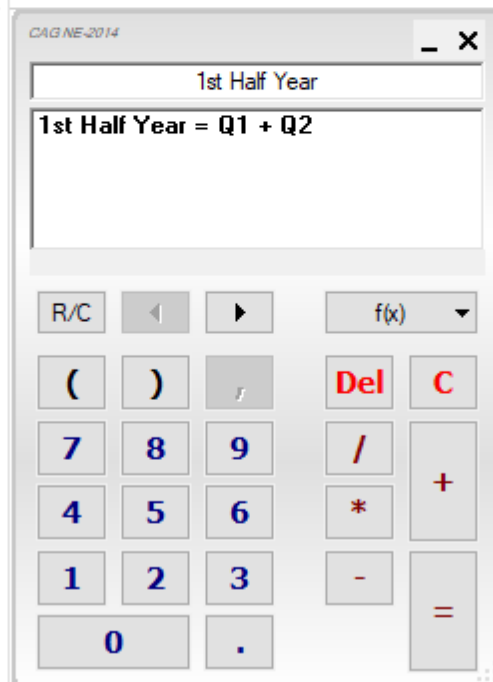 CAG NE-2014
1st Half Year
1st Half Year = Q1 + Q2
R/C f(x)
( ) , Del C
7 8 9 / +
4 5 6 *
1 2 3 - =
0 .